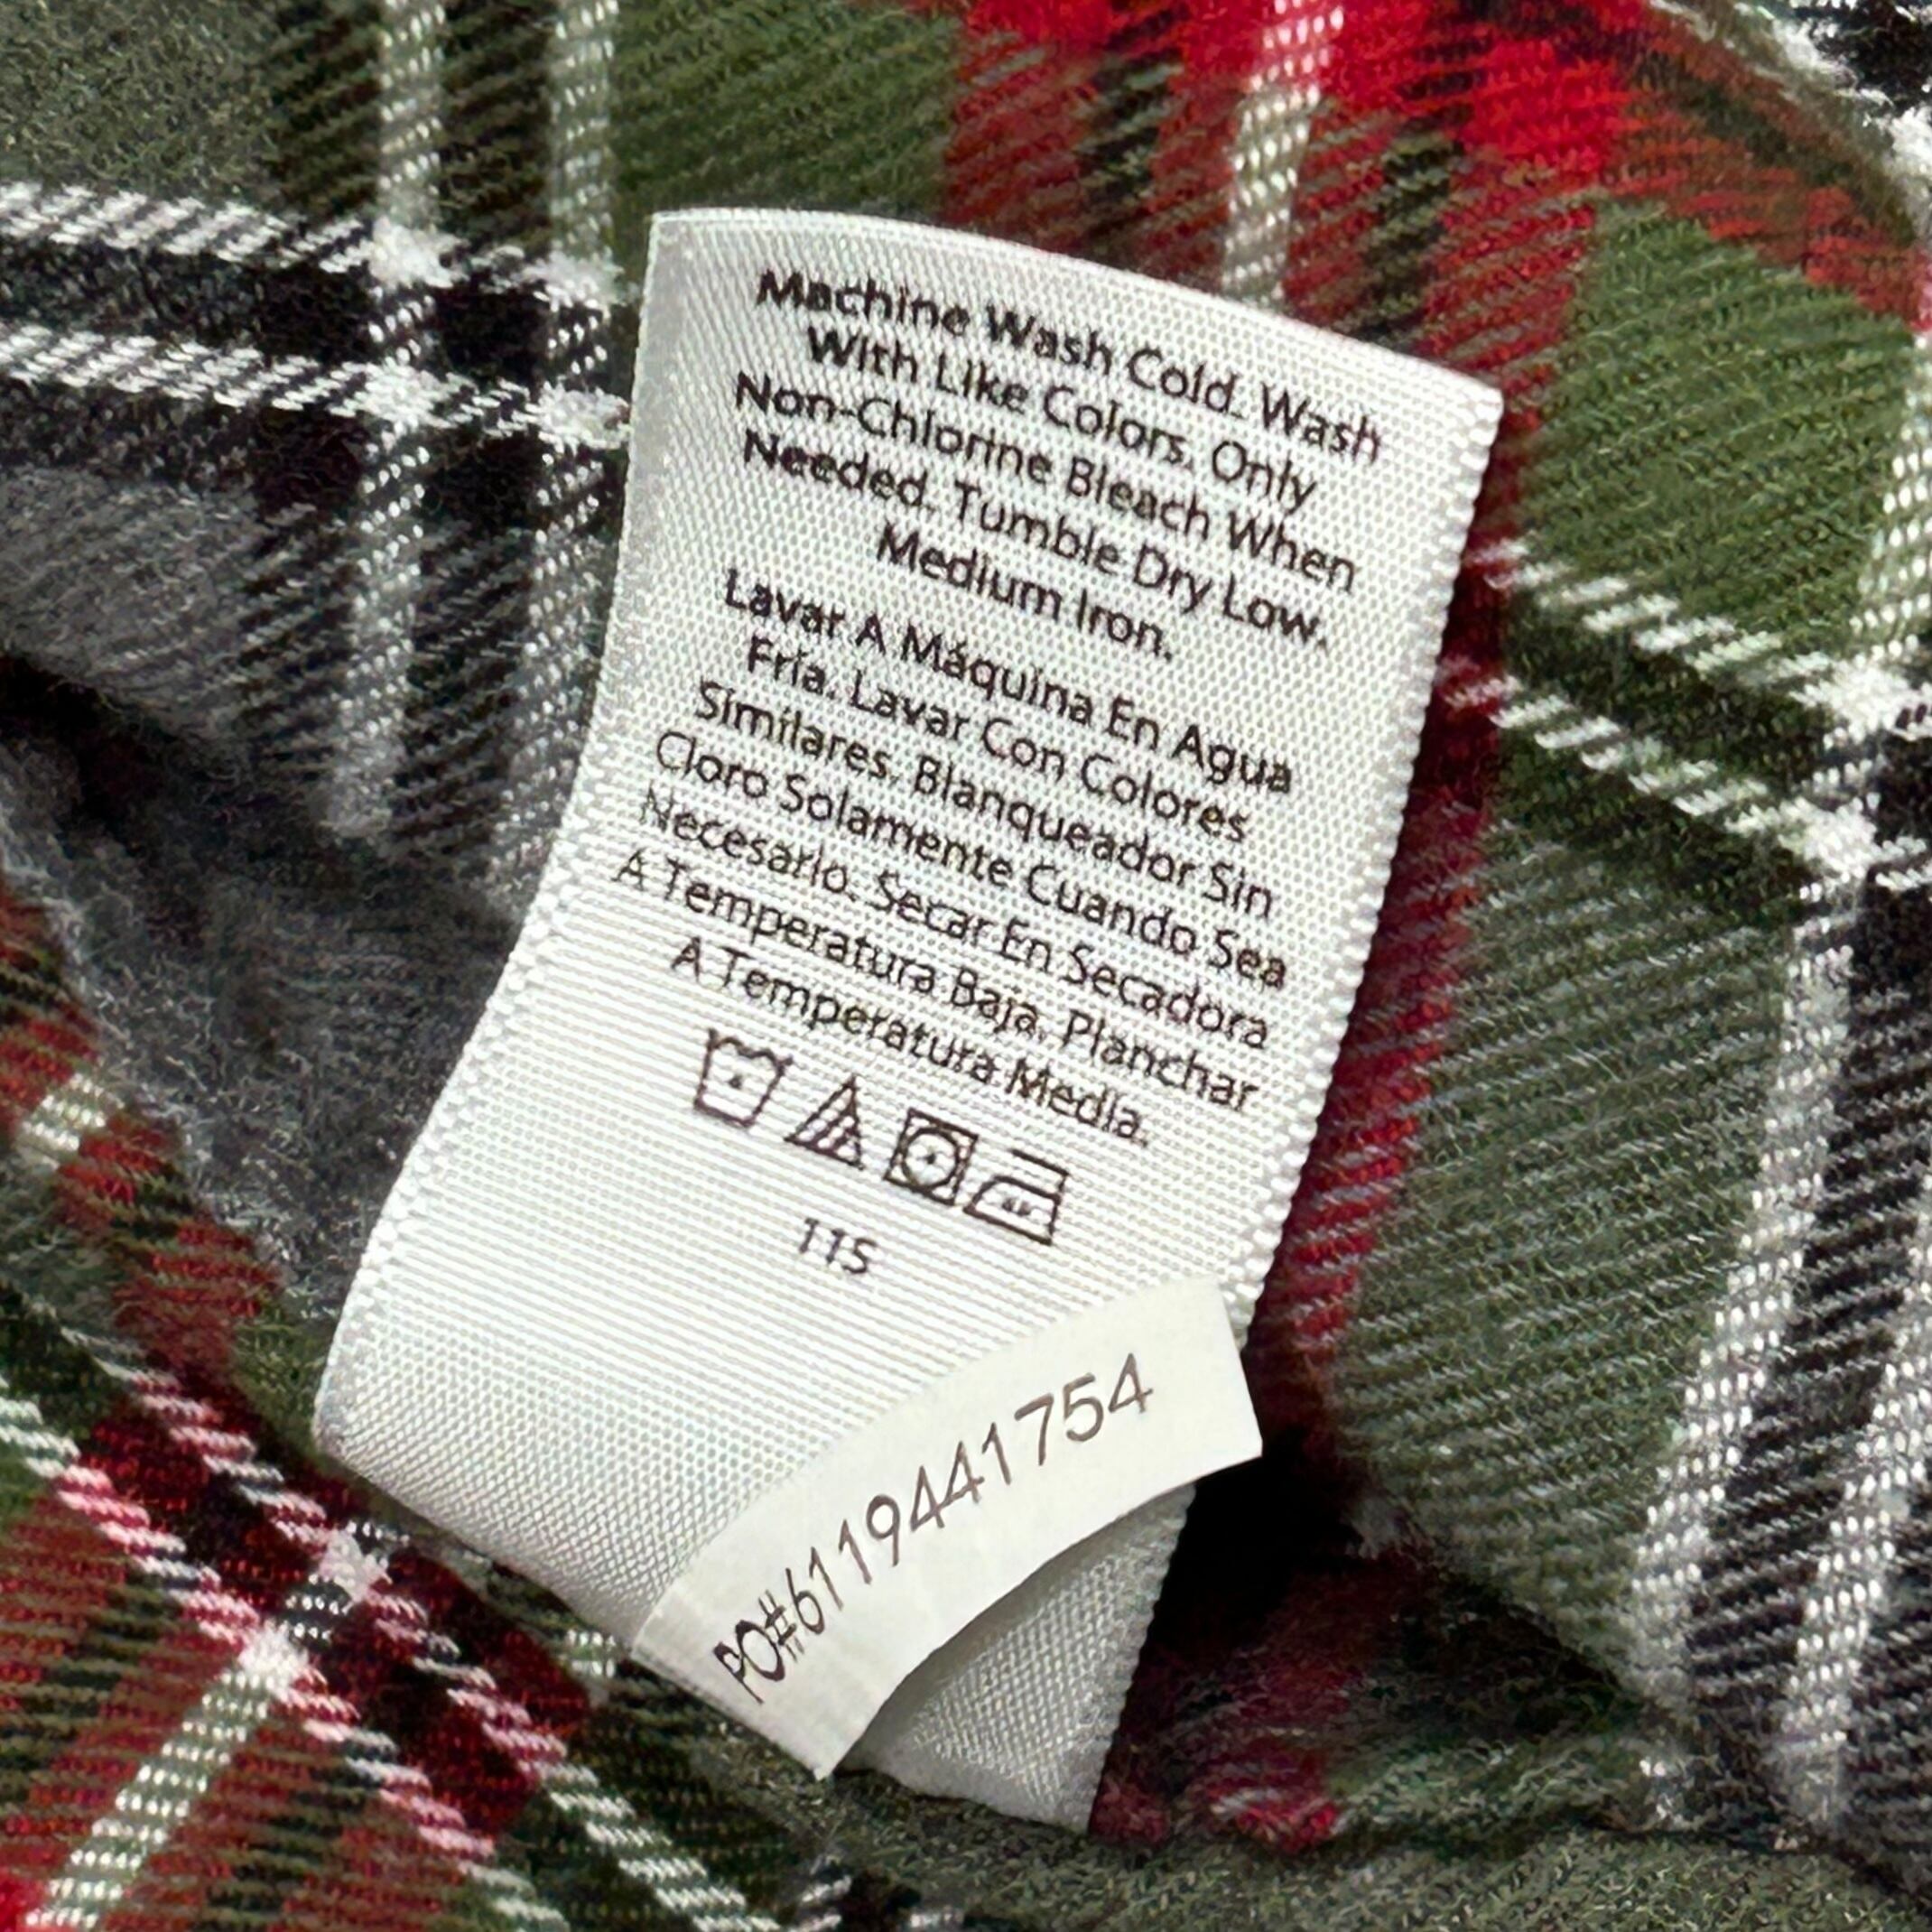 Machine Wash Cold. Wash
With Like Colors. Only
Non-Chlorine Bleach When
Needed. Tumble Dry Low.
Medium Iron.
Lavar A Máquina En Agua
Fría. Lavar Con Colores
Similares. Blanqueador Sin
Cloro Solamente Cuando Sea
Necesario. Secar En Secadora
A Temperatura Baja. Planchar
A Temperatura Media.
115
PO#6119441754